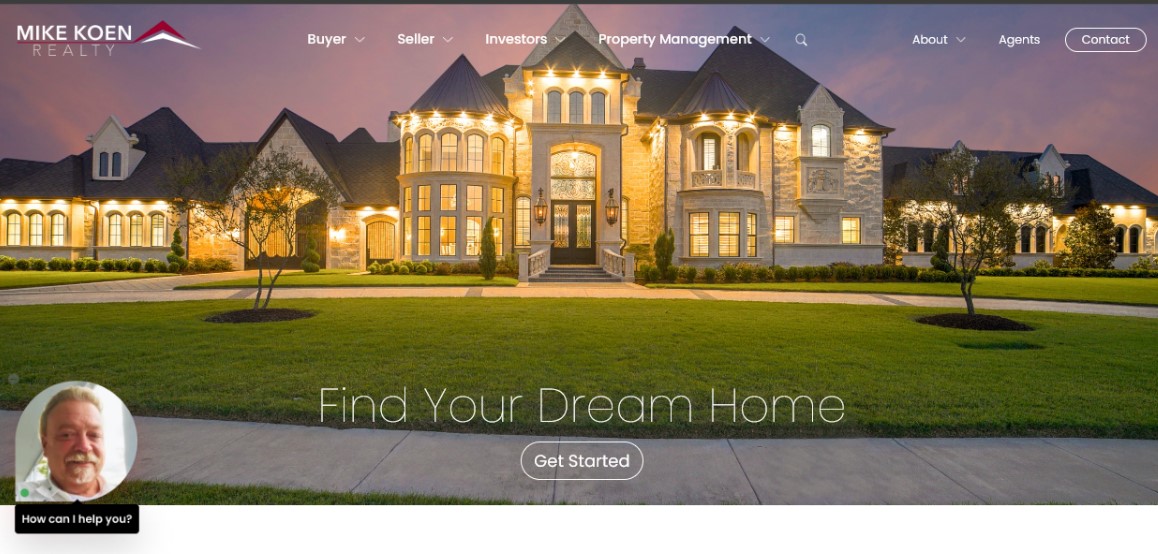 MIKE KOEN
REALTY
Buyer
Seller
Investors
Property Management
About
Agents
Contact
Find Your Dream Home
Get Started
How can I help you?